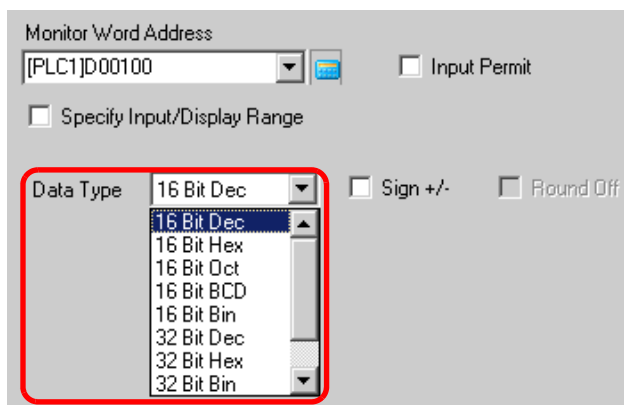 Monitor Word Address
[PLC1]D00100
Input Permit
Specify Input/Display Range
Data Type 16 Bit Dec Sign +/- Round Off
16 Bit Dec
16 Bit Hex
16 Bit Oct
16 Bit BCD
16 Bit Bin
32 Bit Dec
32 Bit Hex
32 Bit Bin